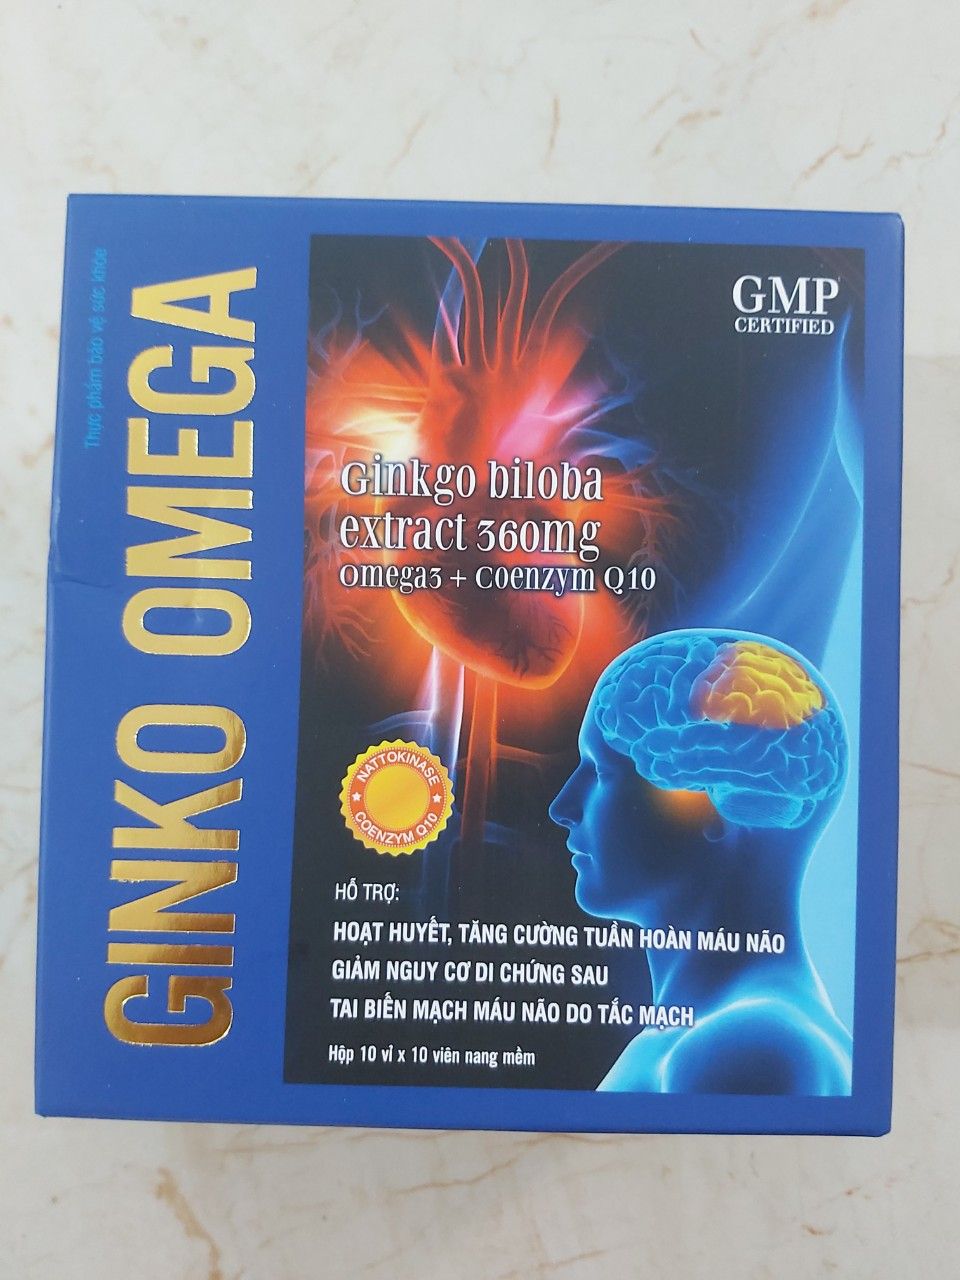 Thực phẩm bảo vệ sức khỏe
GINKO OMEGA
GMP
CERTIFIED
Ginkgo biloba
extract 360mg
Omega3 + Coenzym Q10
NATTOKINASE
COENZYM Q10
HỖ TRỢ:
HOẠT HUYẾT, TĂNG CƯỜNG TUẦN HOÀN MÁU NÃO
GIẢM NGUY CƠ DI CHỨNG SAU
TAI BIẾN MẠCH MÁU NÃO DO TẮC MẠCH
Hộp 10 vỉ x 10 viên nang mềm